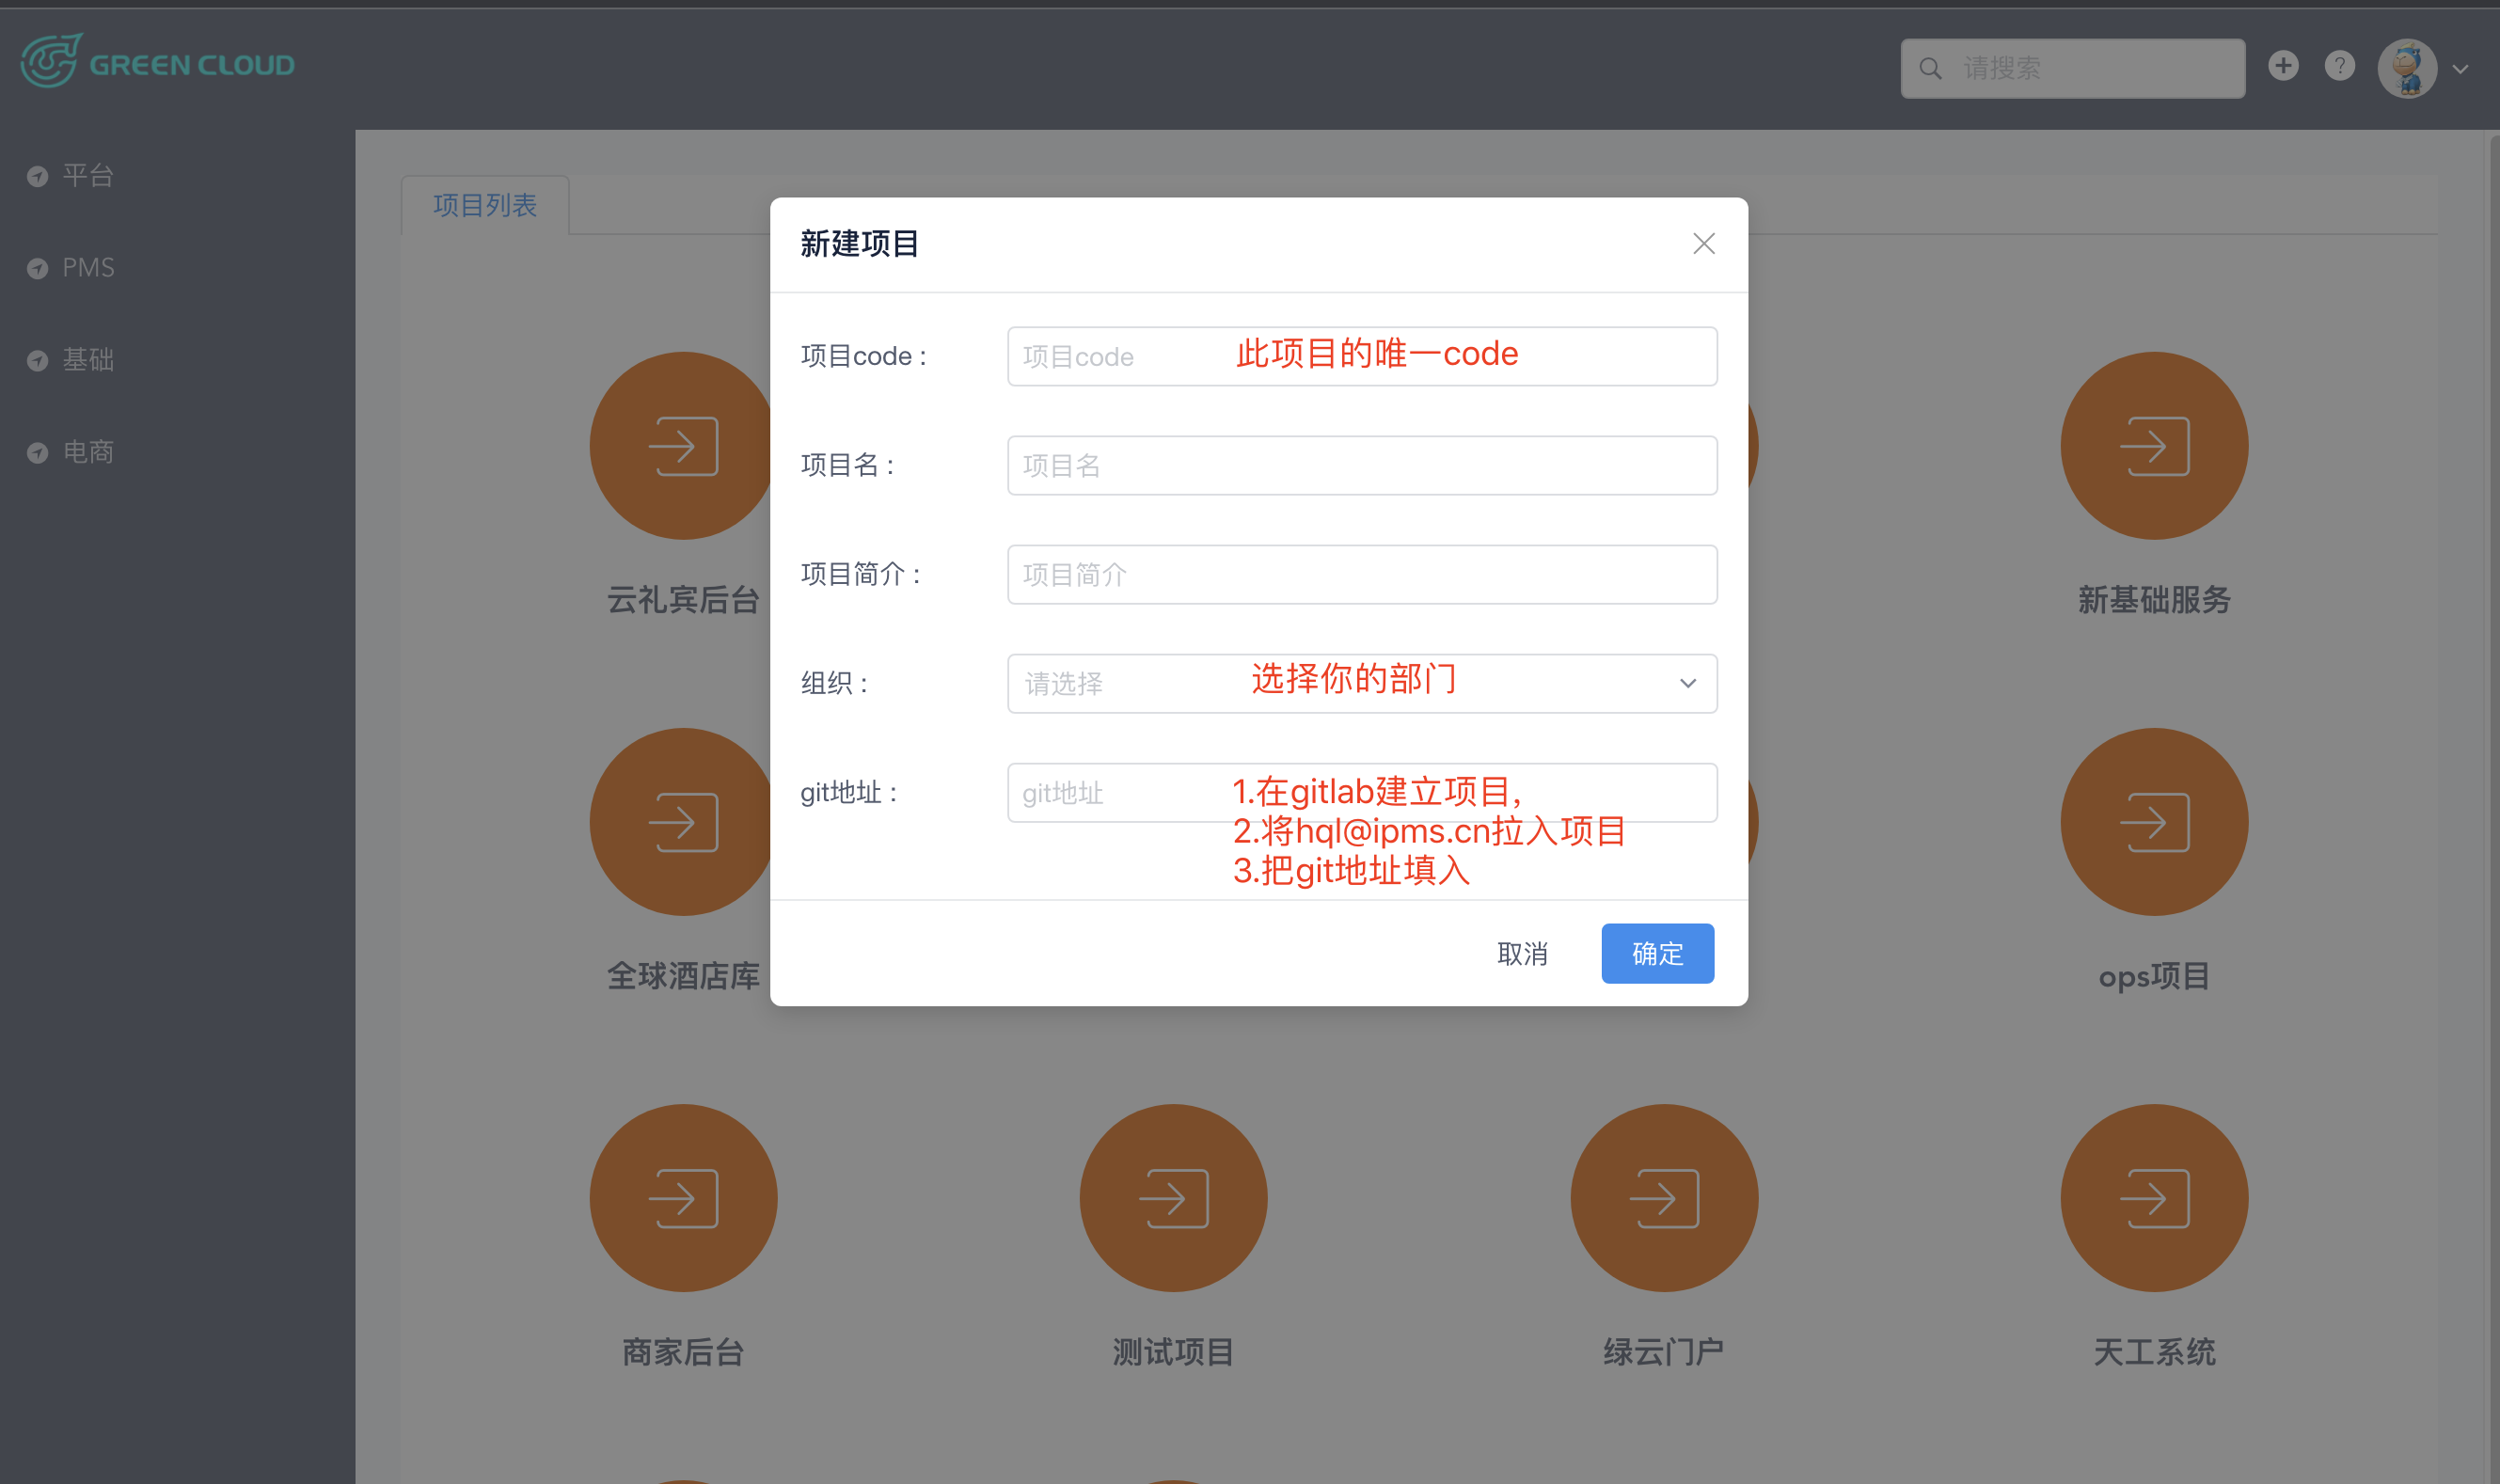 GREEN CLOUD
请搜索
平台
PMS
基础
电商
项目列表
新建项目
项目code :
项目code
此项目的唯一code
项目名 :
项目名
项目简介 :
项目简介
组织 :
请选择
选择你的部门
git地址 :
git地址
1.在gitlab建立项目,
2.将hql@ipms.cn拉入项目
3.把git地址填入
取消
确定
云礼宾后台
新基础服务
全球酒店库
ops项目
商家后台
测试项目
绿云门户
天工系统